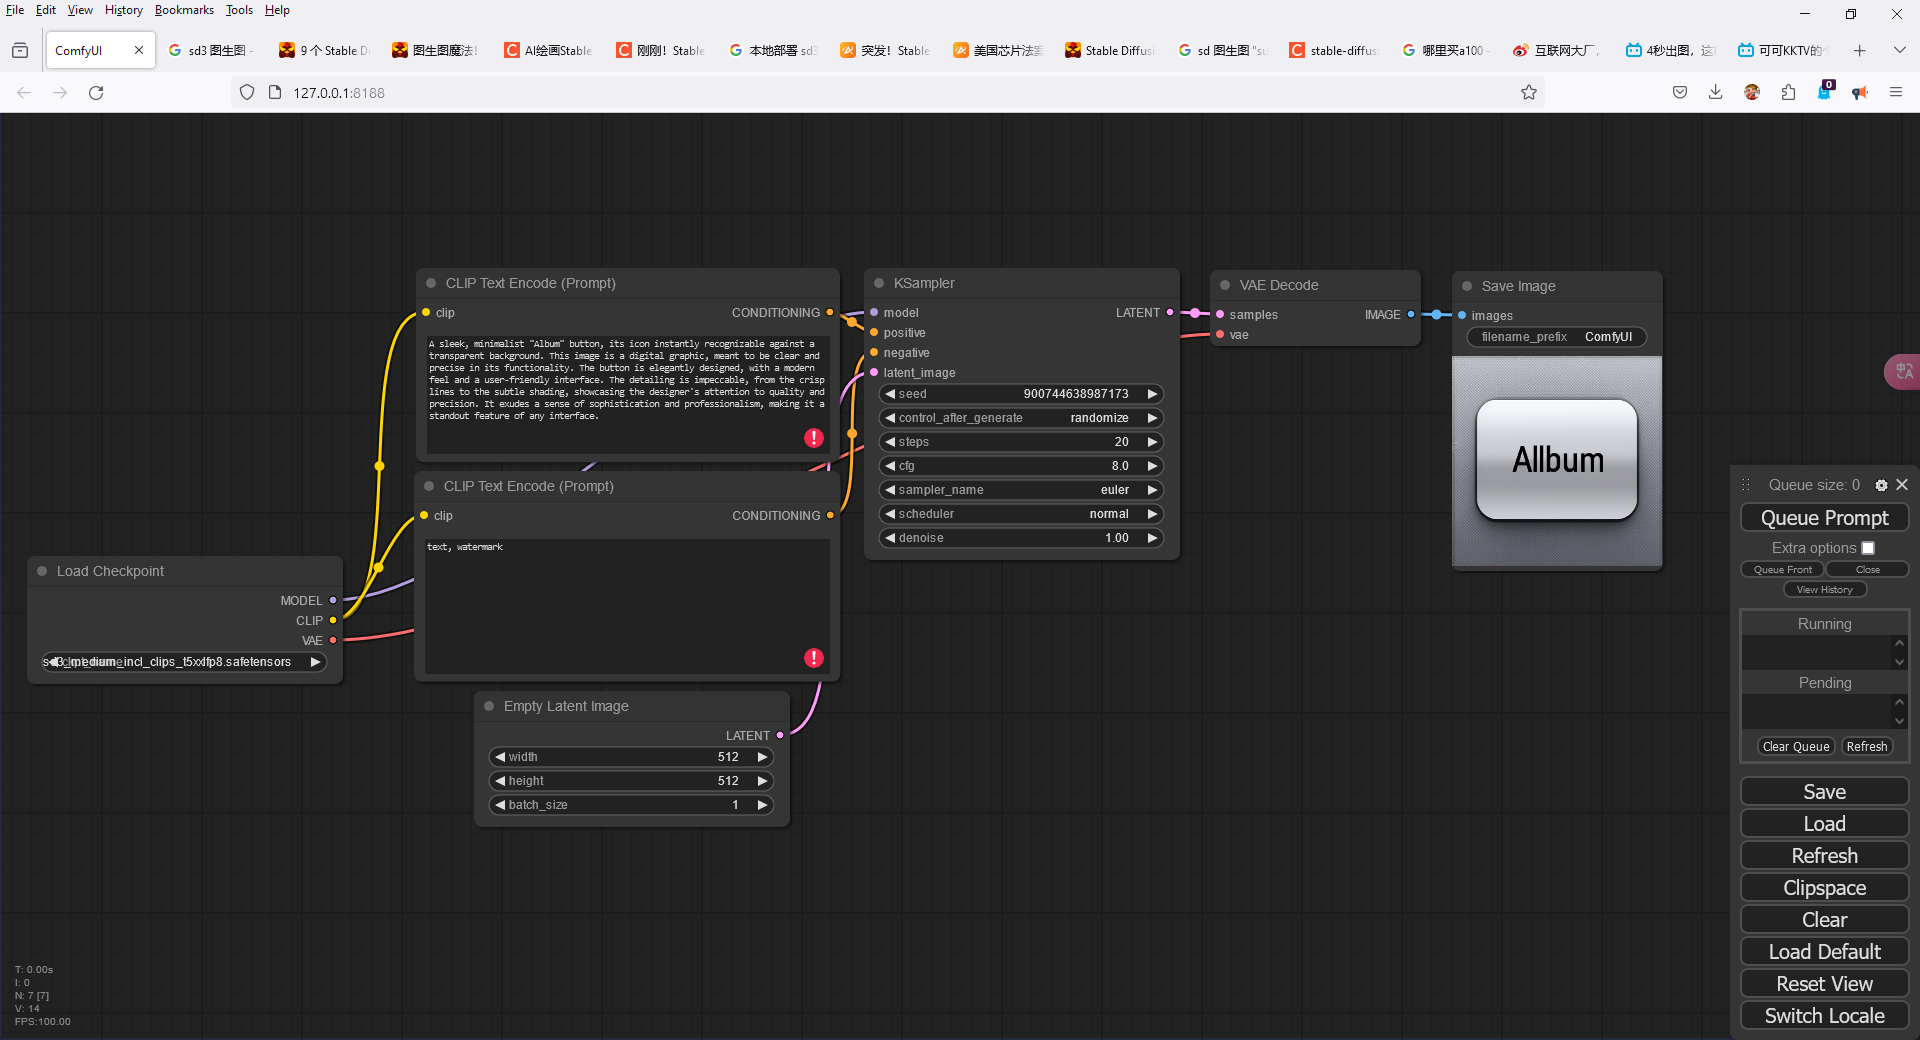 File Edit View History Bookmarks Tools Help
ComfyUI
sd3 图生图 -
9 个 Stable Di
图生图魔法!
AI绘画Stable
刚刚! Stable
本地部署 sd3
突发! Stable
美国芯片法案
Stable Diffusi
sd 图生图 "su
stable-diffus
哪里买a100 -
互联网大厂,
4秒出图, 这
可可KKTV的个
127.0.0.1:8188
0
CLIP Text Encode (Prompt)
clip
CONDITIONING
A sleek, minimalist "Album" button, its icon instantly recognizable against a
transparent background. This image is a digital graphic, meant to be clear and
precise in its functionality. The button is elegantly designed, with a modern
feel and a user-friendly interface. The detailing is impeccable, from the crisp
lines to the subtle shading, showcasing the designer's attention to quality and
precision. It exudes a sense of sophistication and professionalism, making it a
standout feature of any interface.
CLIP Text Encode (Prompt)
clip
CONDITIONING
text, watermark
Load Checkpoint
MODEL
CLIP
VAE
sd3_medium_incl_clips_t5xxlfp8.safetensors
Empty Latent Image
LATENT
width 512
height 512
batch_size 1
KSampler
model
LATENT
positive
negative
latent_image
seed 900744638987173
control_after_generate randomize
steps 20
cfg 8.0
sampler_name euler
scheduler normal
denoise 1.00
VAE Decode
samples
IMAGE
vae
Save Image
images
filename_prefix ComfyUI
Allbum
Queue size: 0
Queue Prompt
Extra options
Queue Front Close
View History
Running
Pending
Clear Queue Refresh
Save
Load
Refresh
Clipspace
Clear
Load Default
Reset View
Switch Locale
T: 0.00s
I: 0
N: 7 [7]
V: 14
FPS:100.00